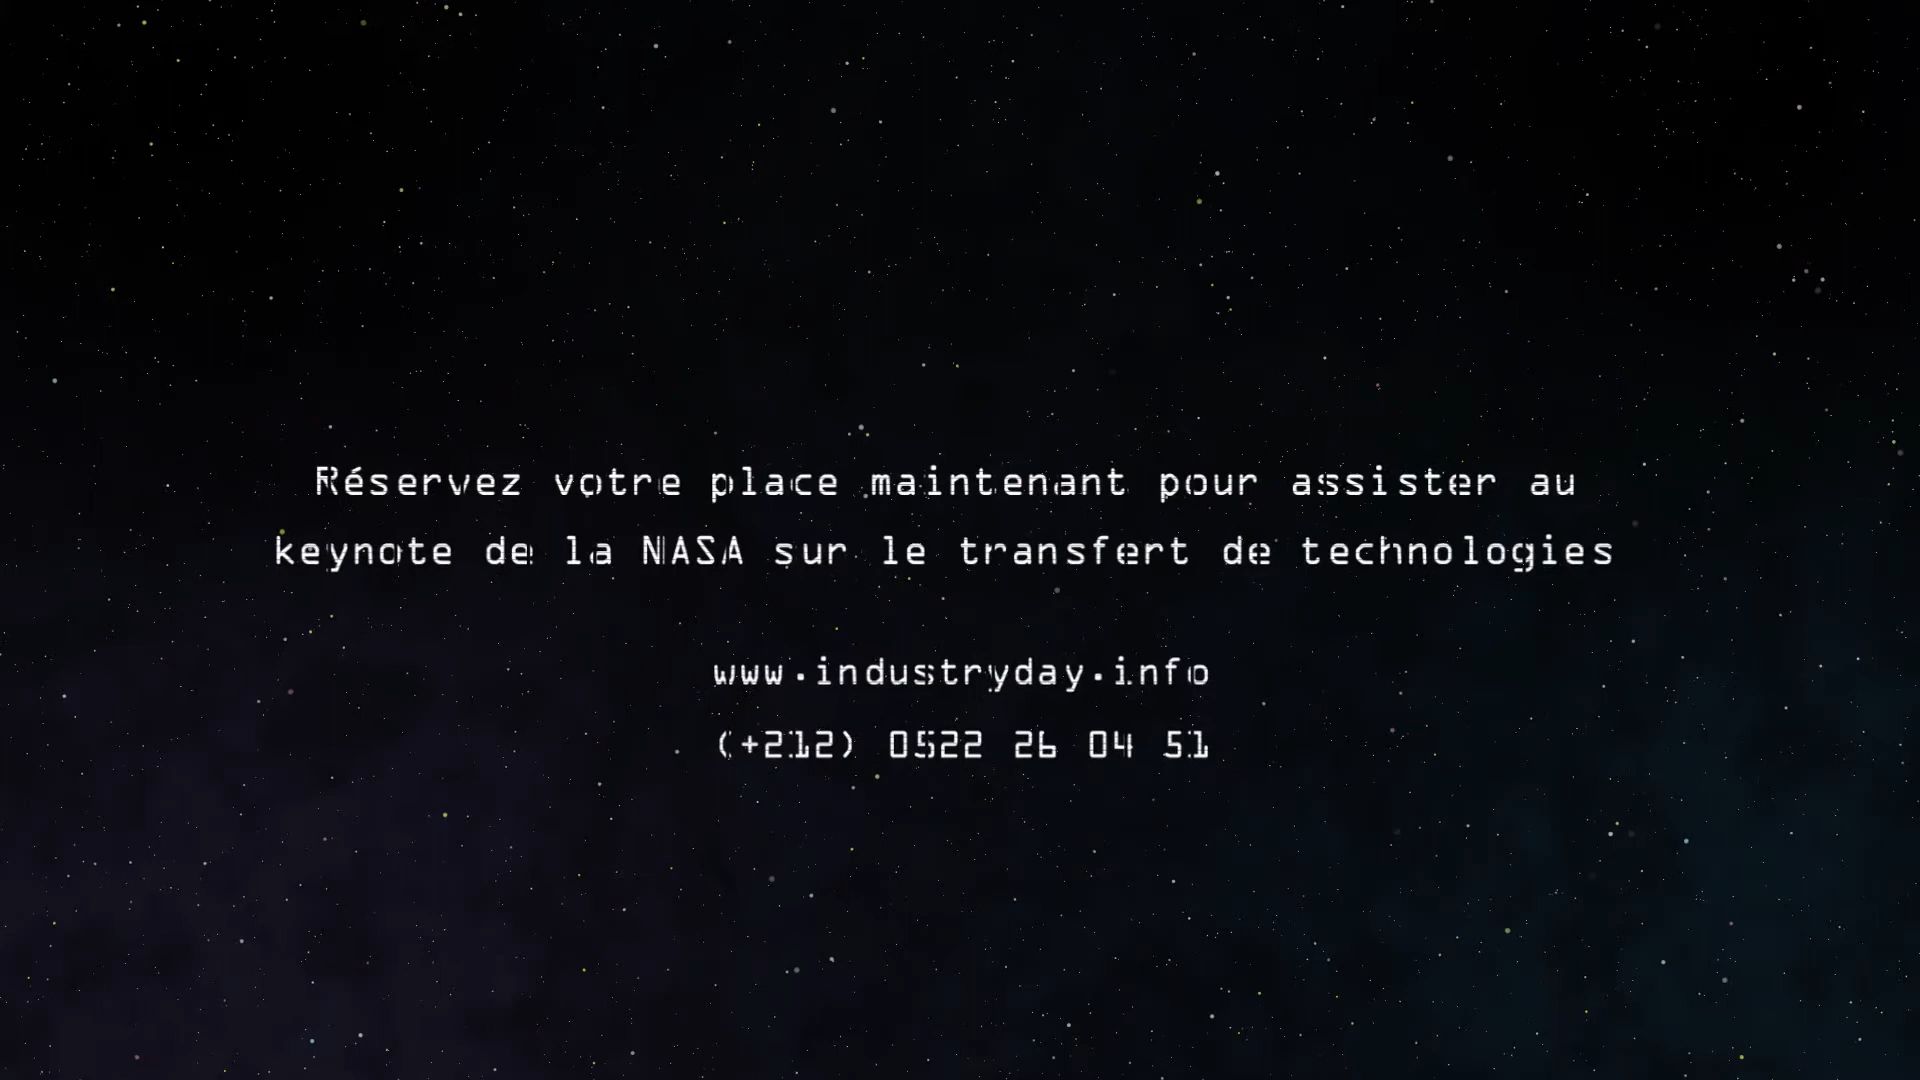 Réservez votre place maintenant pour assister au
keynote de la NASA sur le transfert de technologies
www.industryday.info
(+212) 0522 26 04 51